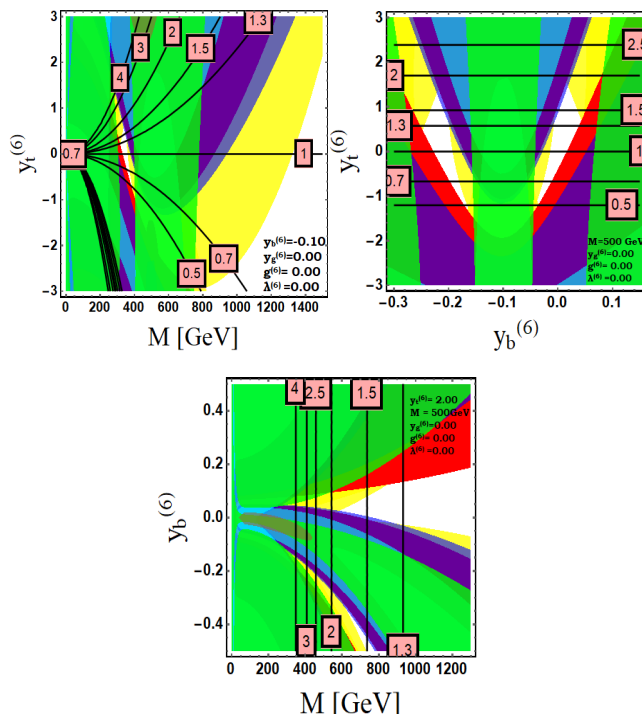 3
2
1
0
−1
−2
−3
y_t^(6)
4
3
2
1.5
1.3
0.7
1
0.5
0.7
y_b^(6)=-0.10
y_g^(6)=0.00
g^(6)= 0.00
λ^(6)=0.00
0 200 400 600 800 1000 1200 1400
M [GeV]
3
2
1
0
−1
−2
−3
y_t^(6)
2.5
2
1.5
1.3
1
0.7
0.5
M=500 GeV
y_g^(6)=0.00
g^(6)= 0.00
λ^(6)=0.00
−0.3 −0.2 −0.1 0.0 0.1
y_b^(6)
0.4
0.2
0.0
−0.2
−0.4
y_b^(6)
4 2.5 1.5
y_t^(6)= 2.00
M = 500GeV
y_g^(6)=0.00
g^(6)= 0.00
λ^(6)=0.00
3 2 1.3
0 200 400 600 800 1000 1200
M [GeV]